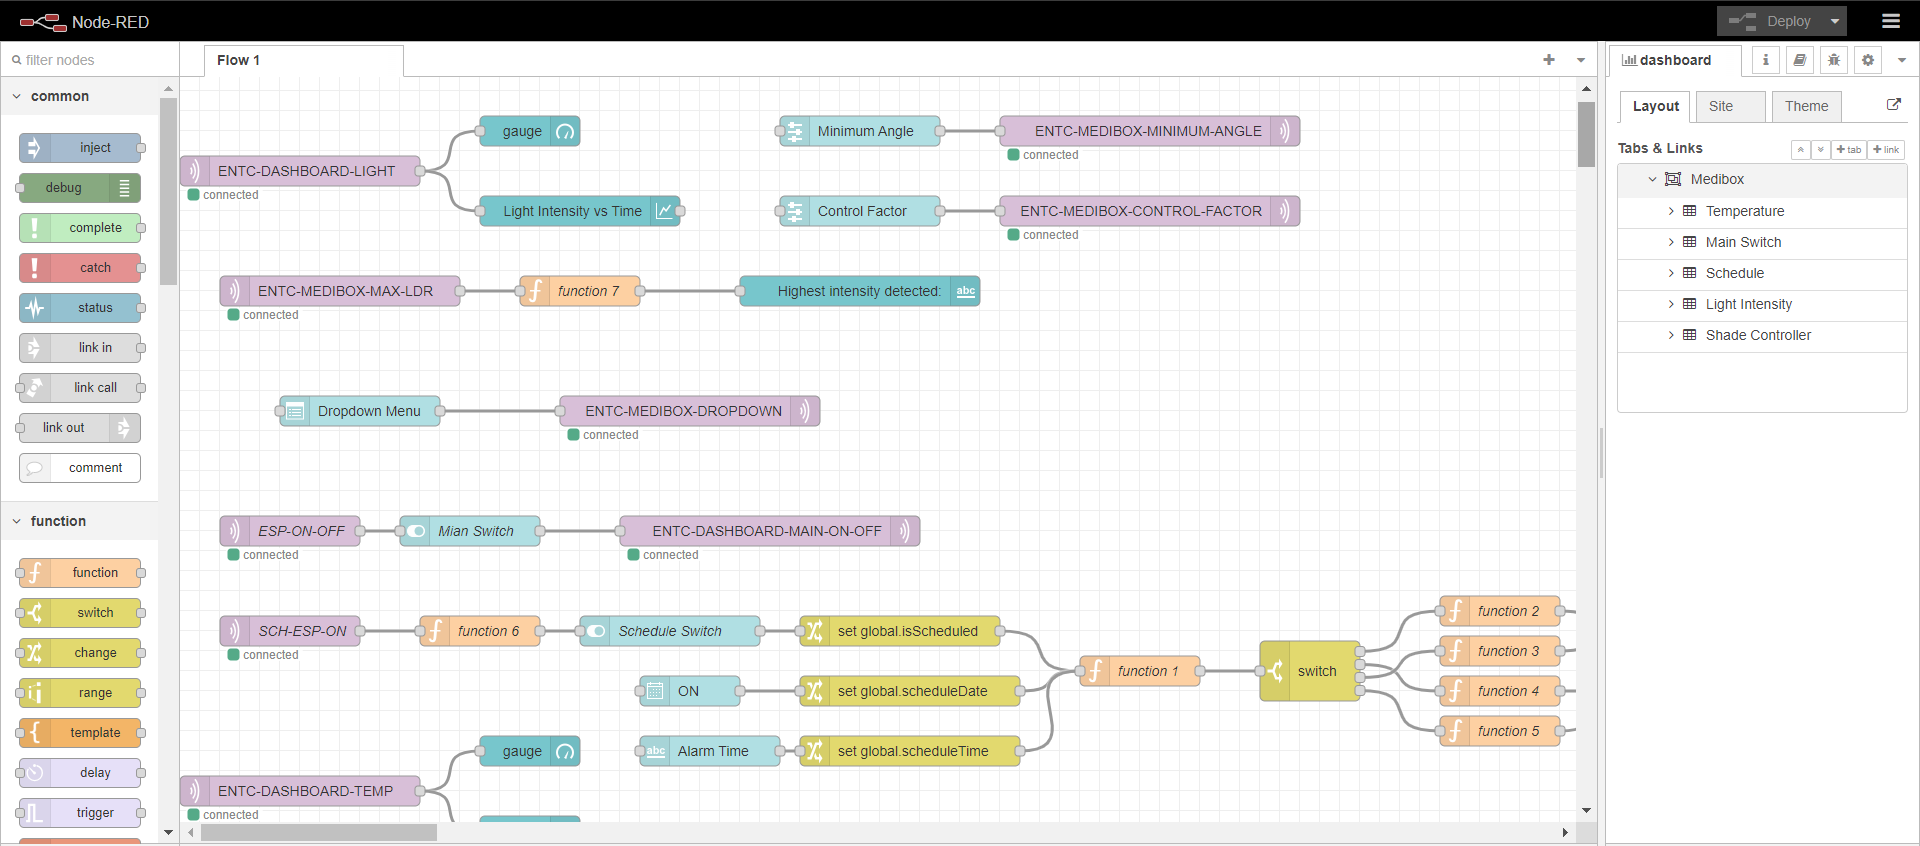 Node-RED
Deploy
filter nodes
common
inject
debug
complete
catch
status
link in
link call
link out
comment
function
function
switch
change
range
template
delay
trigger
Flow 1
gauge
ENTC-DASHBOARD-LIGHT
connected
Light Intensity vs Time
Minimum Angle
ENTC-MEDIBOX-MINIMUM-ANGLE
connected
Control Factor
ENTC-MEDIBOX-CONTROL-FACTOR
connected
ENTC-MEDIBOX-MAX-LDR
connected
function 7
Highest intensity detected:
abc
Dropdown Menu
ENTC-MEDIBOX-DROPDOWN
connected
ESP-ON-OFF
connected
Mian Switch
ENTC-DASHBOARD-MAIN-ON-OFF
connected
SCH-ESP-ON
connected
function 6
Schedule Switch
set global.isScheduled
ON
set global.scheduleDate
abc
Alarm Time
set global.scheduleTime
function 1
switch
function 2
function 3
function 4
function 5
gauge
ENTC-DASHBOARD-TEMP
connected
dashboard
i
Layout
Site
Theme
Tabs & Links
+ tab
+ link
Medibox
Temperature
Main Switch
Schedule
Light Intensity
Shade Controller